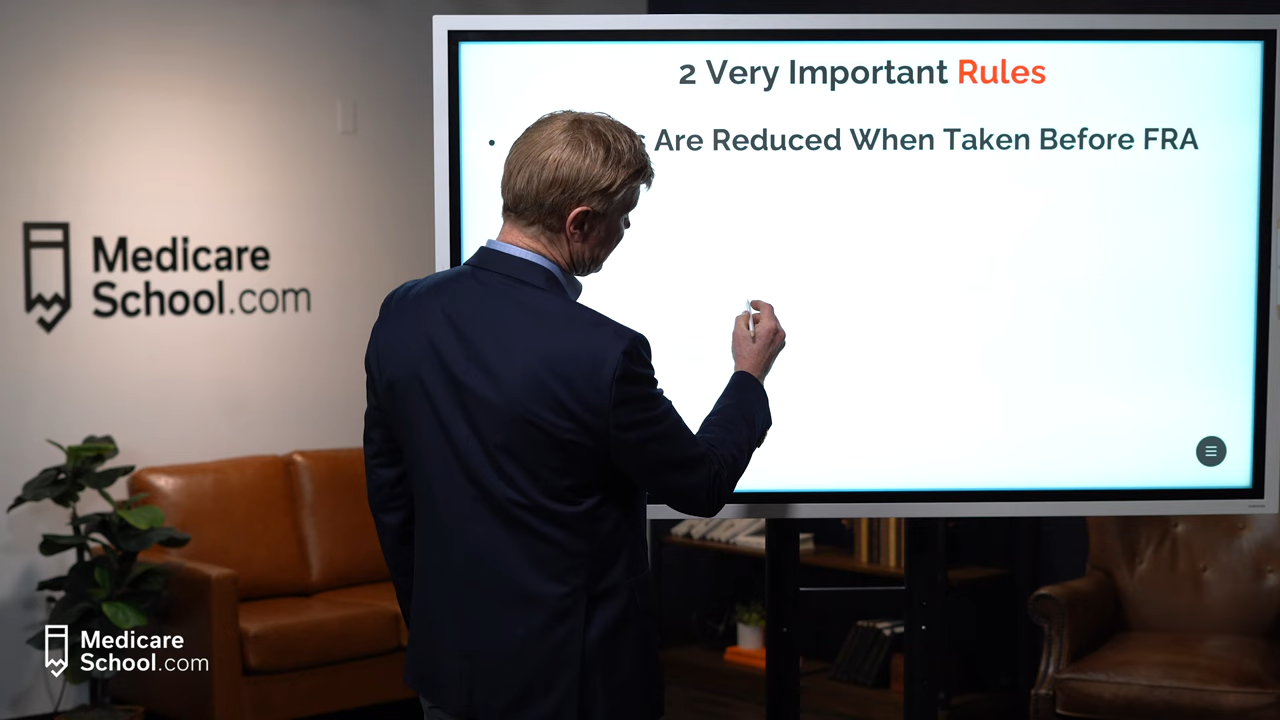 2 Very Important Rules
• Are Reduced When Taken Before FRA
Medicare
School.com
Medicare
School.com